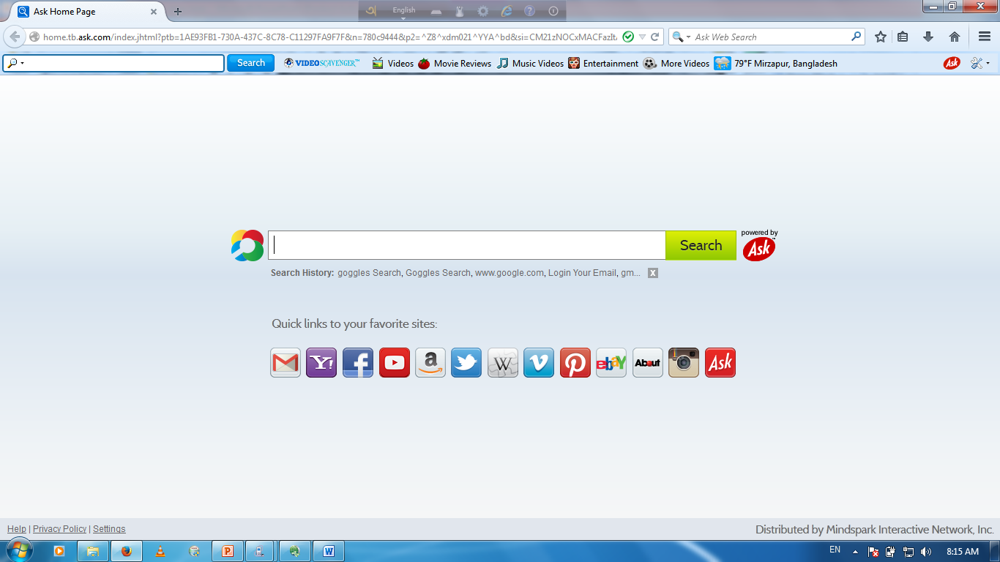 Ask Home Page
English
home.tb.ask.com/index.jhtml?ptb=1AE93FB1-730A-437C-8C78-C11297FA9F7F&n=780c9444&p2=^Z8^xdm021^YYA^bd&si=CM21zNOCxMACFazIt
Ask Web Search
Search VIDEO SCAVENGER™ Videos Movie Reviews Music Videos Entertainment More Videos 79°F Mirzapur, Bangladesh Ask
powered by
Search Ask™
Search History: goggles Search, Goggles Search, www.google.com, Login Your Email, gm... X
Quick links to your favorite sites:
Y! f a W v P ebaY About Ask
Help | Privacy Policy | Settings
Distributed by Mindspark Interactive Network, Inc.
P W EN 8:15 AM